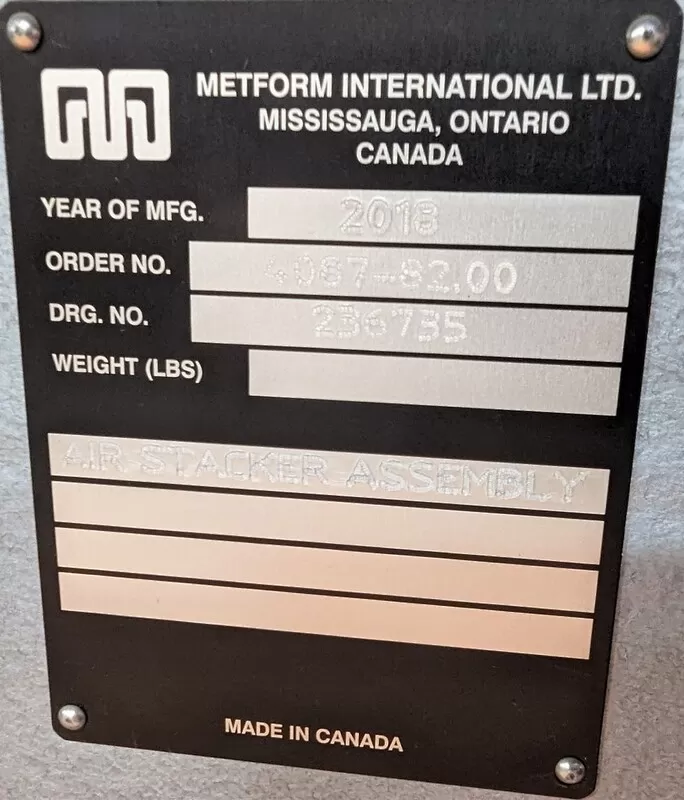 METFORM INTERNATIONAL LTD.
MISSISSAUGA, ONTARIO
CANADA
YEAR OF MFG. 2018
ORDER NO. 4087-82.00
DRG. NO. 236735
WEIGHT (LBS)
AIR STACKER ASSEMBLY
MADE IN CANADA